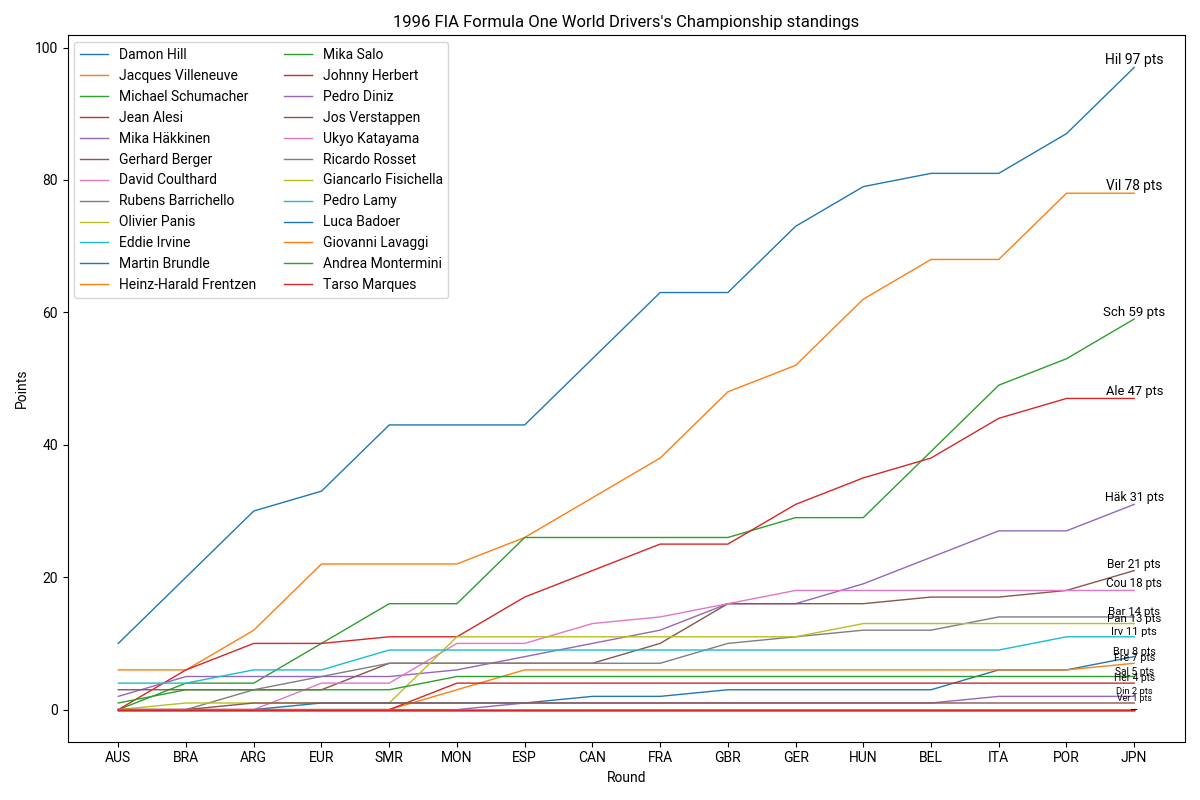 1996 FIA Formula One World Drivers's Championship standings
100
80
60
40
20
0
Points
Damon Hill
Jacques Villeneuve
Michael Schumacher
Jean Alesi
Mika Häkkinen
Gerhard Berger
David Coulthard
Rubens Barrichello
Olivier Panis
Eddie Irvine
Martin Brundle
Heinz-Harald Frentzen
Mika Salo
Johnny Herbert
Pedro Diniz
Jos Verstappen
Ukyo Katayama
Ricardo Rosset
Giancarlo Fisichella
Pedro Lamy
Luca Badoer
Giovanni Lavaggi
Andrea Montermini
Tarso Marques
Hil 97 pts
Vil 78 pts
Sch 59 pts
Ale 47 pts
Häk 31 pts
Ber 21 pts
Cou 18 pts
Bar 14 pts
Pan 13 pts
Irv 11 pts
Bru 8 pts
Fre 7 pts
Sal 5 pts
Her 4 pts
Din 2 pts
Ver 1 pts
AUS BRA ARG EUR SMR MON ESP CAN FRA GBR GER HUN BEL ITA POR JPN
Round